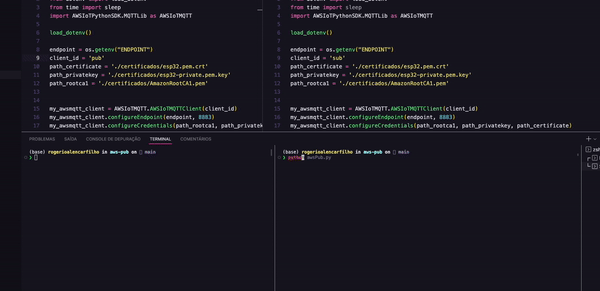 3 from time import sleep
4 import AWSIoTPythonSDK.MQTTLib as AWSIoTMQTT
5
6 load_dotenv()
7
8 endpoint = os.getenv("ENDPOINT")
9 client_id = 'pub'
10 path_certificate = './certificados/esp32.pem.crt'
11 path_privatekey = './certificados/esp32-private.pem.key'
12 path_rootca1 = './certificados/AmazonRootCA1.pem'
13
14
15 my_awsmqtt_client = AWSIoTMQTT.AWSIoTMQTTClient(client_id)
16 my_awsmqtt_client.configureEndpoint(endpoint, 8883)
17 my_awsmqtt_client.configureCredentials(path_rootca1, path_privatek
3 from time import sleep
4 import AWSIoTPythonSDK.MQTTLib as AWSIoTMQTT
5
6 load_dotenv()
7
8 endpoint = os.getenv("ENDPOINT")
9 client_id = 'sub'
10 path_certificate = './certificados/esp32.pem.crt'
11 path_privatekey = './certificados/esp32-private.pem.key'
12 path_rootca1 = './certificados/AmazonRootCA1.pem'
13
14
15 my_awsmqtt_client = AWSIoTMQTT.AWSIoTMQTTClient(client_id)
16 my_awsmqtt_client.configureEndpoint(endpoint, 8883)
17 my_awsmqtt_client.configureCredentials(path_rootca1, path_privatekey, path_certificate)
PROBLEMAS SAÍDA CONSOLE DE DEPURAÇÃO TERMINAL COMENTÁRIOS
(base) rogerioalencarfilho in aws-pub on main
❯
(base) rogerioalencarfilho in aws-pub on main
❯ awsPub.py
zsh